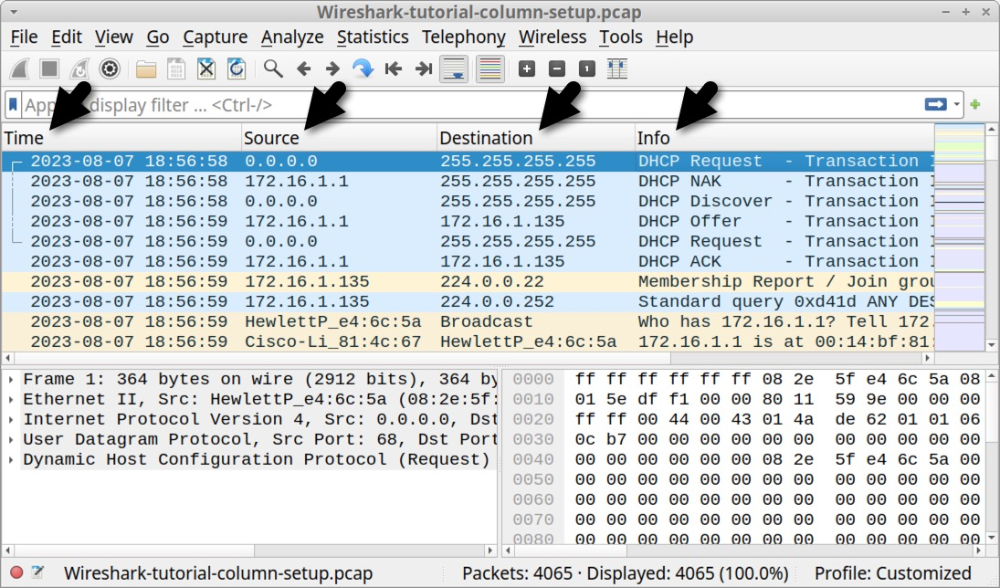 Wireshark-tutorial-column-setup.pcap
File Edit View Go Capture Analyze Statistics Telephony Wireless Tools Help
display filter ... <Ctrl-/>
Time Source Destination Info
2023-08-07 18:56:58 0.0.0.0 255.255.255.255 DHCP Request - Transaction I
2023-08-07 18:56:58 172.16.1.1 255.255.255.255 DHCP NAK - Transaction I
2023-08-07 18:56:58 0.0.0.0 255.255.255.255 DHCP Discover - Transaction I
2023-08-07 18:56:59 172.16.1.1 172.16.1.135 DHCP Offer - Transaction I
2023-08-07 18:56:59 0.0.0.0 255.255.255.255 DHCP Request - Transaction I
2023-08-07 18:56:59 172.16.1.1 172.16.1.135 DHCP ACK - Transaction I
2023-08-07 18:56:59 172.16.1.135 224.0.0.22 Membership Report / Join grou
2023-08-07 18:56:59 172.16.1.135 224.0.0.252 Standard query 0xd41d ANY DES
2023-08-07 18:56:59 HewlettP_e4:6c:5a Broadcast Who has 172.16.1.1? Tell 172.
2023-08-07 18:56:59 Cisco-Li_81:4c:67 HewlettP_e4:6c:5a 172.16.1.1 is at 00:14:bf:81:
Frame 1: 364 bytes on wire (2912 bits), 364 by
Ethernet II, Src: HewlettP_e4:6c:5a (08:2e:5f:
Internet Protocol Version 4, Src: 0.0.0.0, Dst
User Datagram Protocol, Src Port: 68, Dst Port
Dynamic Host Configuration Protocol (Request)
0000 ff ff ff ff ff ff 08 2e 5f e4 6c 5a 08
0010 01 5e df f1 00 00 80 11 59 9e 00 00 00
0020 ff ff 00 44 00 43 01 4a de 62 01 01 06
0030 0c b7 00 00 00 00 00 00 00 00 00 00 00
0040 00 00 00 00 00 00 08 2e 5f e4 6c 5a 00
0050 00 00 00 00 00 00 00 00 00 00 00 00 00
0060 00 00 00 00 00 00 00 00 00 00 00 00 00
0070 00 00 00 00 00 00 00 00 00 00 00 00 00
0080 00 00 00 00 00 00 00 00 00 00 00 00 00
Wireshark-tutorial-column-setup.pcap Packets: 4065 · Displayed: 4065 (100.0%) Profile: Customized